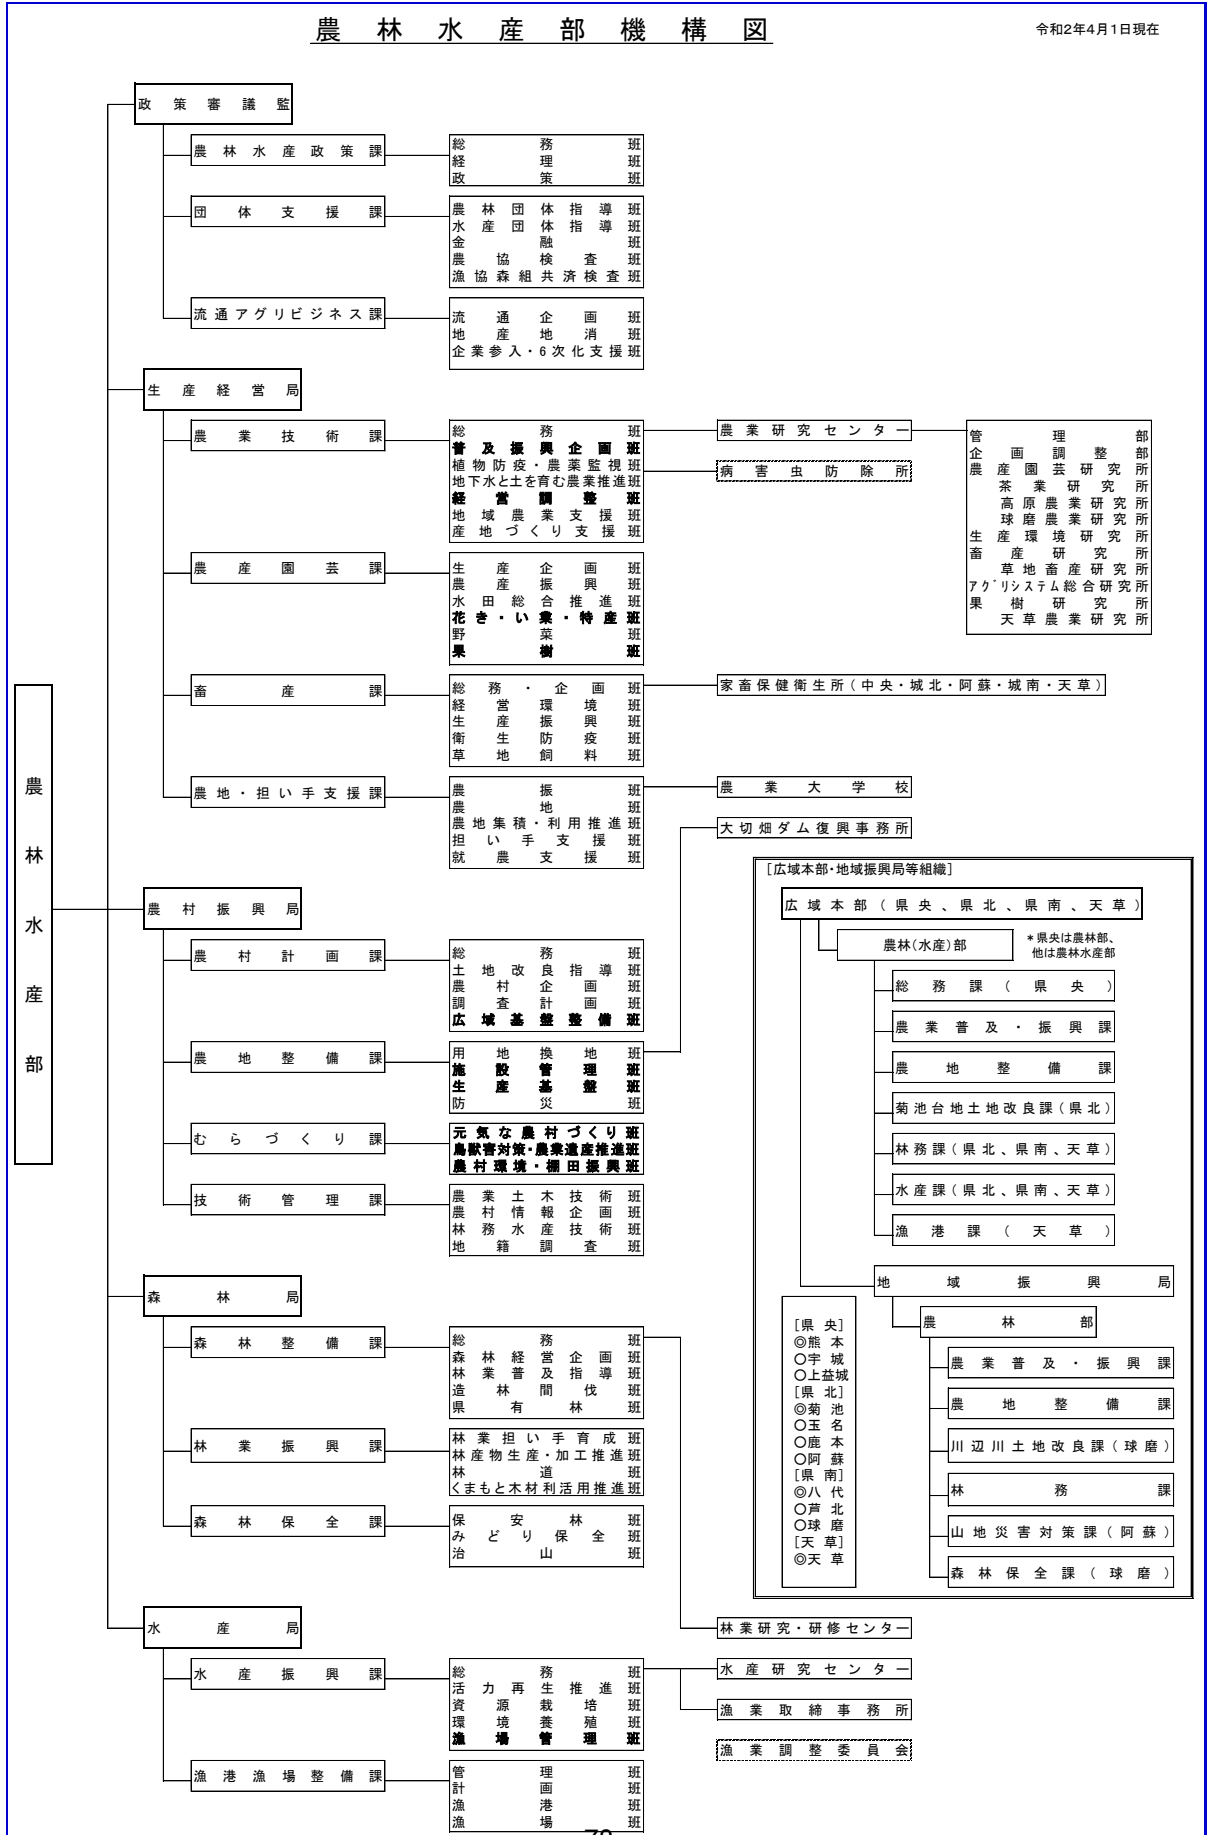 農林水産部機構図
令和2年4月1日現在
農林水産部
政策審議監
農林水産政策課
総務班
経理班
政策班
団体支援課
農林団体指導班
水産団体指導班
金融班
農協検査班
漁協森組共済検査班
流通アグリビジネス課
流通企画班
地産地消班
企業参入・6次化支援班
生産経営局
農業技術課
総務班
普及振興企画班
植物防疫・農薬監視班
地下水と土を育む農業推進班
経営調整班
地域農業支援班
産地づくり支援班
農業研究センター
病害虫防除所
管理部
企画調整部
農産園芸研究所
茶業研究所
高原農業研究所
球磨農業研究所
生産環境研究所
畜産研究所
草地畜産研究所
アグリシステム総合研究所
果樹研究所
天草農業研究所
農産園芸課
生産企画班
農産振興班
水田総合推進班
花き・い業・特産班
野菜班
果樹班
畜産課
総務・企画班
経営環境班
生産振興班
衛生防疫班
草地飼料班
家畜保健衛生所(中央・城北・阿蘇・城南・天草)
農地・担い手支援課
農振班
農地班
農地集積・利用推進班
担い手支援班
就農支援班
農業大学校
大切畑ダム復興事務所
農村振興局
農村計画課
総務班
土地改良指導班
農村企画班
調査計画班
広域基盤整備班
農地整備課
用地換地班
施設管理班
生産基盤班
防災班
むらづくり課
元気な農村づくり班
鳥獣害対策・農業遺産推進班
農村環境・棚田振興班
技術管理課
農業土木技術班
農村情報企画班
林務水産技術班
地籍調査班
森林局
森林整備課
総務班
森林経営企画班
林業普及指導班
造林間伐班
県有林班
林業振興課
林業担い手育成班
林産物生産・加工推進班
林道班
くまもと木材利活用推進班
森林保全課
保安林班
みどり保全班
治山班
林業研究・研修センター
水産局
水産振興課
総務班
活力再生推進班
資源栽培班
環境養殖班
漁場管理班
水産研究センター
漁業取締事務所
漁業調整委員会
漁港漁場整備課
管理班
計画班
漁港班
漁場班
[広域本部・地域振興局等組織]
広域本部(県央、県北、県南、天草)
農林(水産)部
*県央は農林部、
他は農林水産部
総務課(県央)
農業普及・振興課
農地整備課
菊池台地土地改良課(県北)
林務課(県北、県南、天草)
水産課(県北、県南、天草)
漁港課(天草)
地域振興局
[県央]
◎熊本
○宇城
○上益城
[県北]
◎菊池
○玉名
○鹿本
○阿蘇
[県南]
◎八代
○芦北
○球磨
[天草]
◎天草
農林部
農業普及・振興課
農地整備課
川辺川土地改良課(球磨)
林務課
山地災害対策課(阿蘇)
森林保全課(球磨)